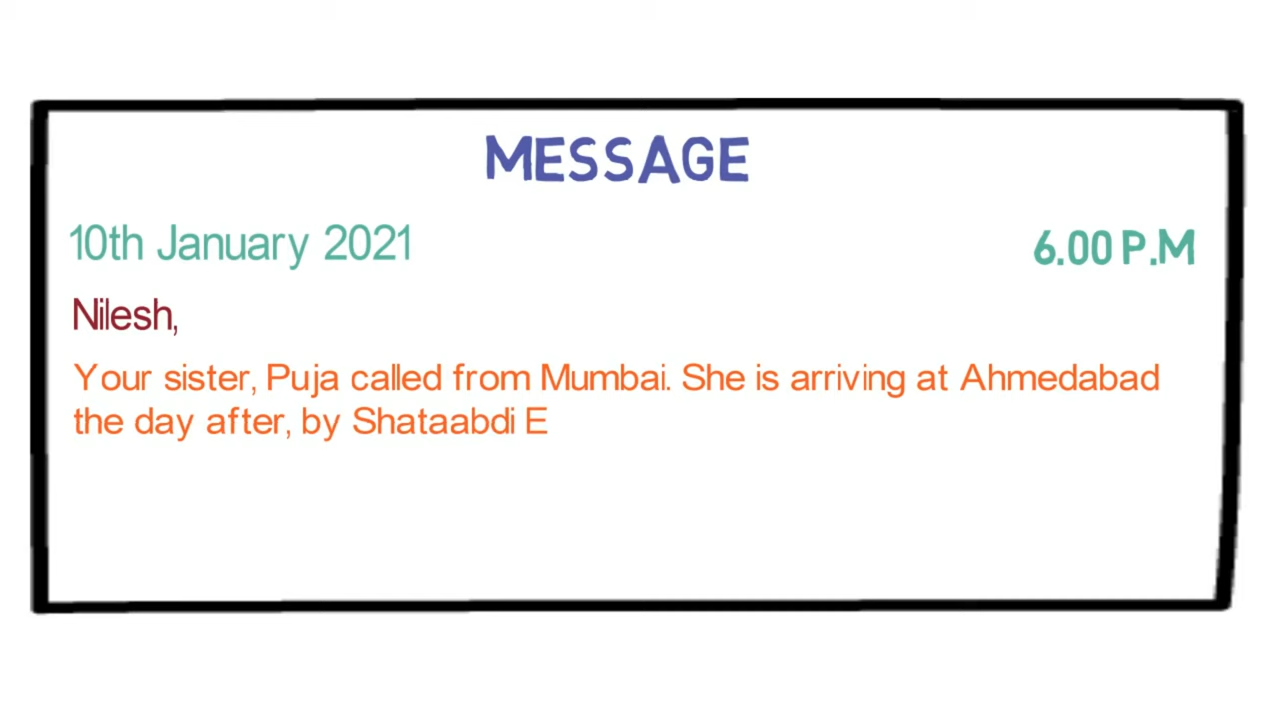 MESSAGE
10th January 2021 6.00 P.M
Nilesh,
Your sister, Puja called from Mumbai. She is arriving at Ahmedabad
the day after, by Shataabdi E